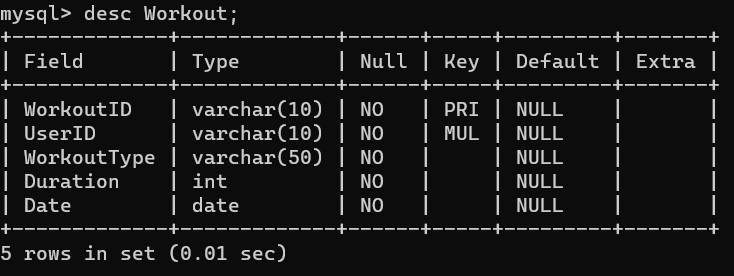 mysql> desc Workout;
+-------------+-------------+------+-----+---------+-------+
| Field       | Type        | Null | Key | Default | Extra |
+-------------+-------------+------+-----+---------+-------+
| WorkoutID   | varchar(10) | NO   | PRI | NULL    |       |
| UserID      | varchar(10) | NO   | MUL | NULL    |       |
| WorkoutType | varchar(50) | NO   |     | NULL    |       |
| Duration    | int         | NO   |     | NULL    |       |
| Date        | date        | NO   |     | NULL    |       |
+-------------+-------------+------+-----+---------+-------+
5 rows in set (0.01 sec)